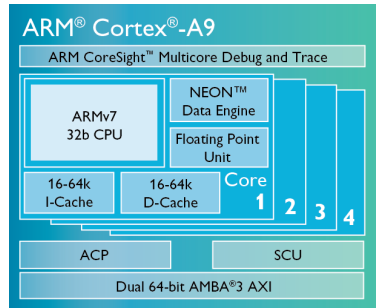 ARM® Cortex®-A9
ARM CoreSight™ Multicore Debug and Trace
ARMv7
32b CPU
NEON™
Data Engine
Floating Point
Unit
16-64k
I-Cache
16-64k
D-Cache
Core
1
2
3
4
ACP
SCU
Dual 64-bit AMBA®3 AXI